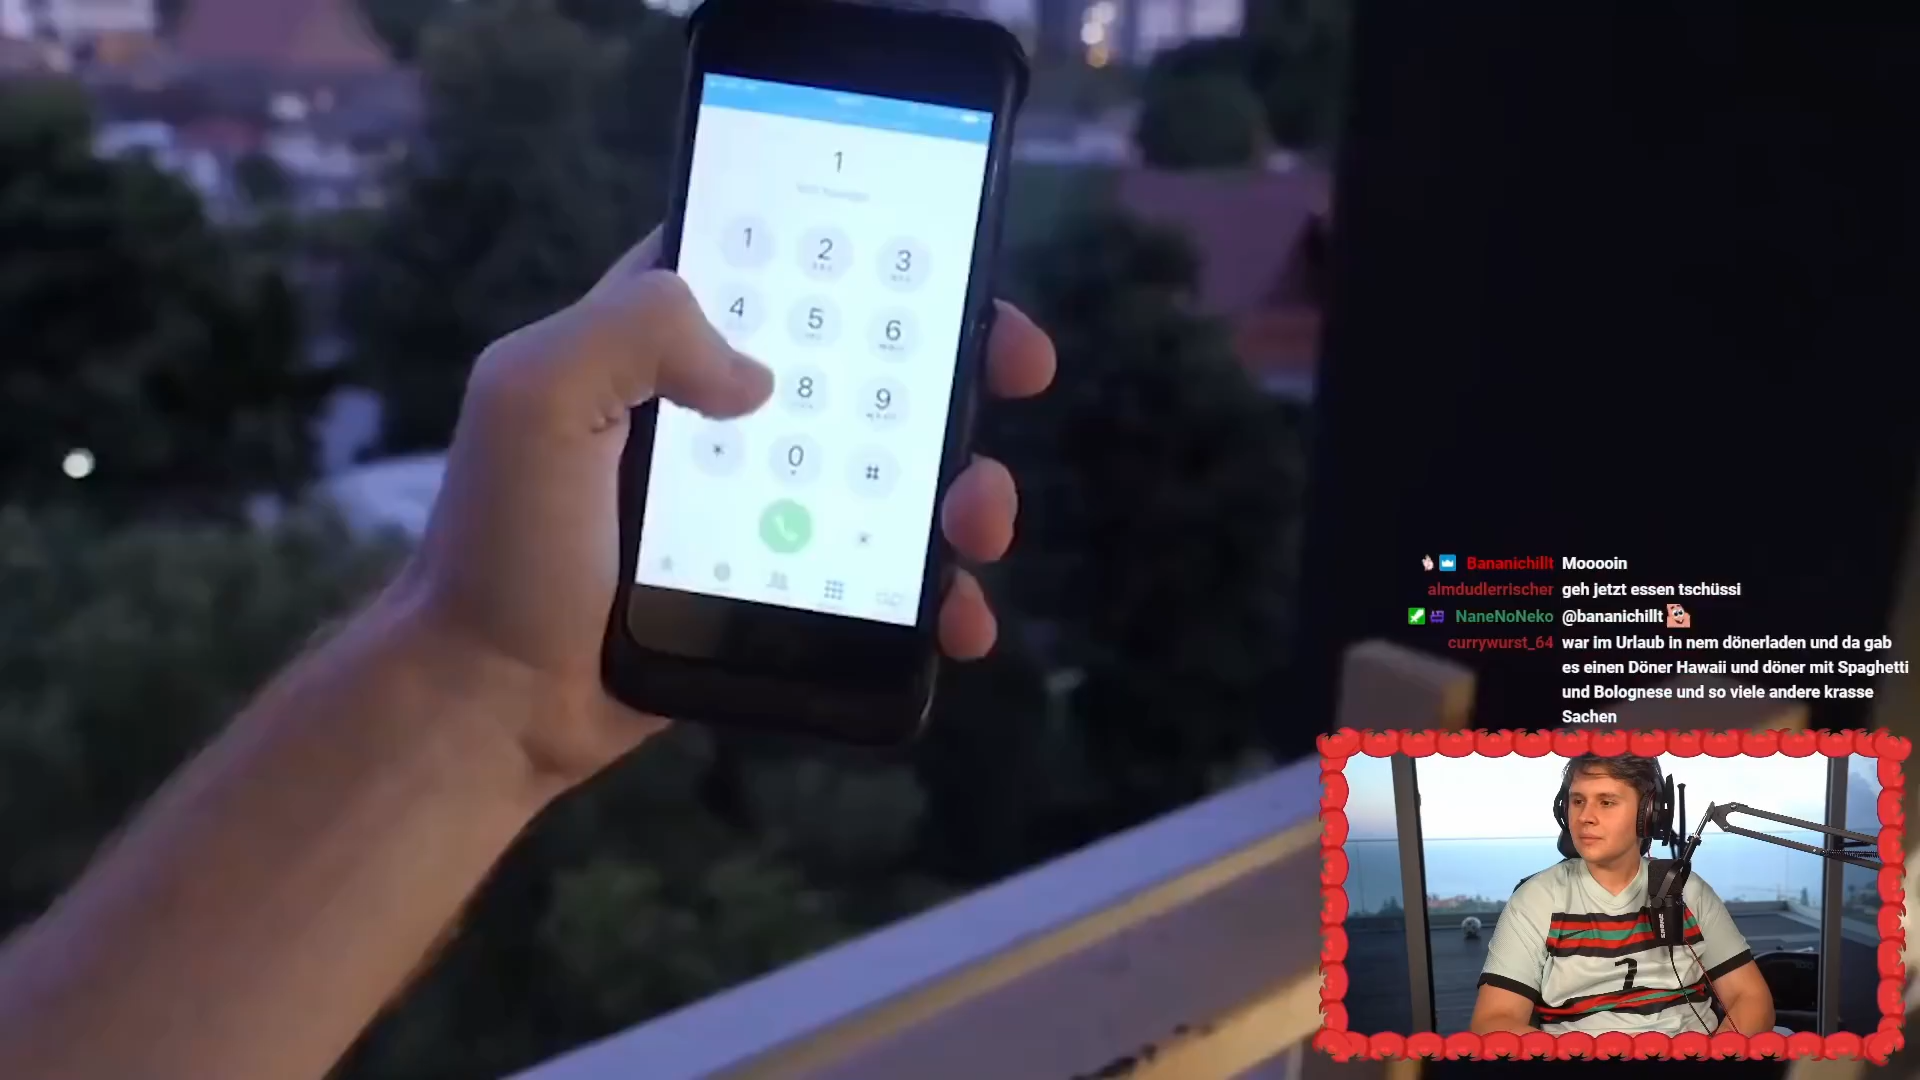 1
1
2
3
4
5
6
8
9
*
0
#
Bananichillt Mooooin
almdudlerrischer geh jetzt essen tschüssi
NaneNoNeko @bananichillt
currywurst_64 war im Urlaub in nem dönerladen und da gab
es einen Döner Hawaii und döner mit Spaghetti
und Bolognese und so viele andere krasse
Sachen
7